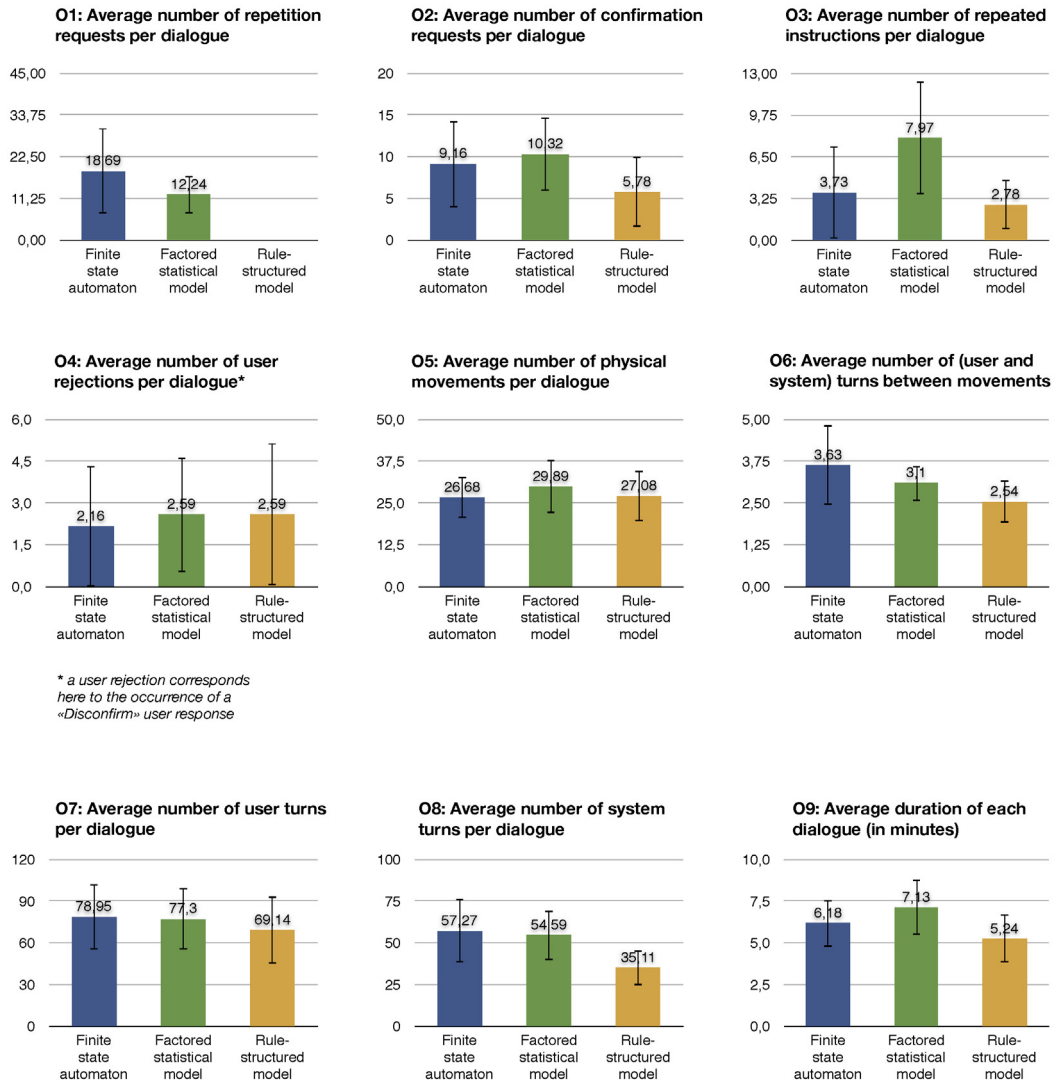 O1: Average number of repetition
requests per dialogue
45,00
33,75
22,50
11,25
0,00
18,69
12,24
Finite
state
automaton
Factored
statistical
model
Rule-
structured
model
O2: Average number of confirmation
requests per dialogue
20
15
10
5
0
9,16
10,32
5,78
Finite
state
automaton
Factored
statistical
model
Rule-
structured
model
O3: Average number of repeated
instructions per dialogue
13,00
9,75
6,50
3,25
0,00
3,73
7,97
2,78
Finite
state
automaton
Factored
statistical
model
Rule-
structured
model
O4: Average number of user
rejections per dialogue*
6,0
4,5
3,0
1,5
0,0
2,16
2,59
2,59
Finite
state
automaton
Factored
statistical
model
Rule-
structured
model
* a user rejection corresponds
here to the occurrence of a
«Disconfirm» user response
O5: Average number of physical
movements per dialogue
50,0
37,5
25,0
12,5
0,0
26,68
29,89
27,08
Finite
state
automaton
Factored
statistical
model
Rule-
structured
model
O6: Average number of (user and
system) turns between movements
5,00
3,75
2,50
1,25
0,00
3,63
3,1
2,54
Finite
state
automaton
Factored
statistical
model
Rule-
structured
model
O7: Average number of user turns
per dialogue
120
90
60
30
0
78,95
77,3
69,14
Finite
state
automaton
Factored
statistical
model
Rule-
structured
model
O8: Average number of system
turns per dialogue
100
75
50
25
0
57,27
54,59
35,11
Finite
state
automaton
Factored
statistical
model
Rule-
structured
model
O9: Average duration of each
dialogue (in minutes)
10,0
7,5
5,0
2,5
0,0
6,18
7,13
5,24
Finite
state
automaton
Factored
statistical
model
Rule-
structured
model